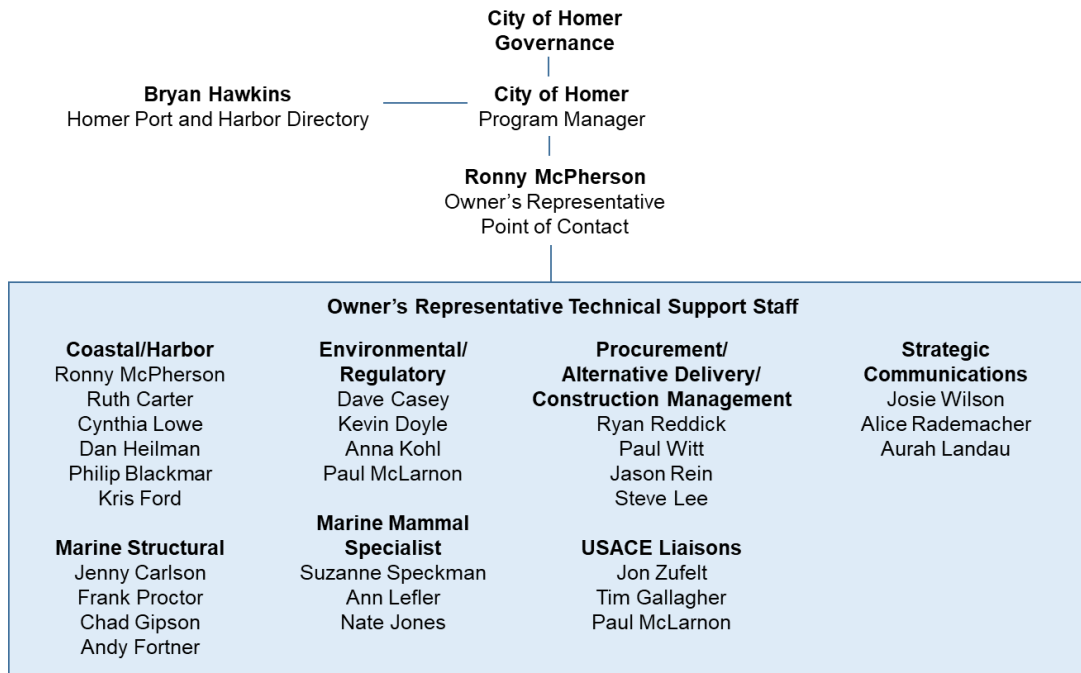 City of Homer
Governance
Bryan Hawkins
Homer Port and Harbor Directory
City of Homer
Program Manager
Ronny McPherson
Owner's Representative
Point of Contact
Owner's Representative Technical Support Staff
Coastal/Harbor
Ronny McPherson
Ruth Carter
Cynthia Lowe
Dan Heilman
Philip Blackmar
Kris Ford
Marine Structural
Jenny Carlson
Frank Proctor
Chad Gipson
Andy Fortner
Environmental/
Regulatory
Dave Casey
Kevin Doyle
Anna Kohl
Paul McLarnon
Marine Mammal
Specialist
Suzanne Speckman
Ann Lefler
Nate Jones
Procurement/
Alternative Delivery/
Construction Management
Ryan Reddick
Paul Witt
Jason Rein
Steve Lee
USACE Liaisons
Jon Zufelt
Tim Gallagher
Paul McLarnon
Strategic
Communications
Josie Wilson
Alice Rademacher
Aurah Landau